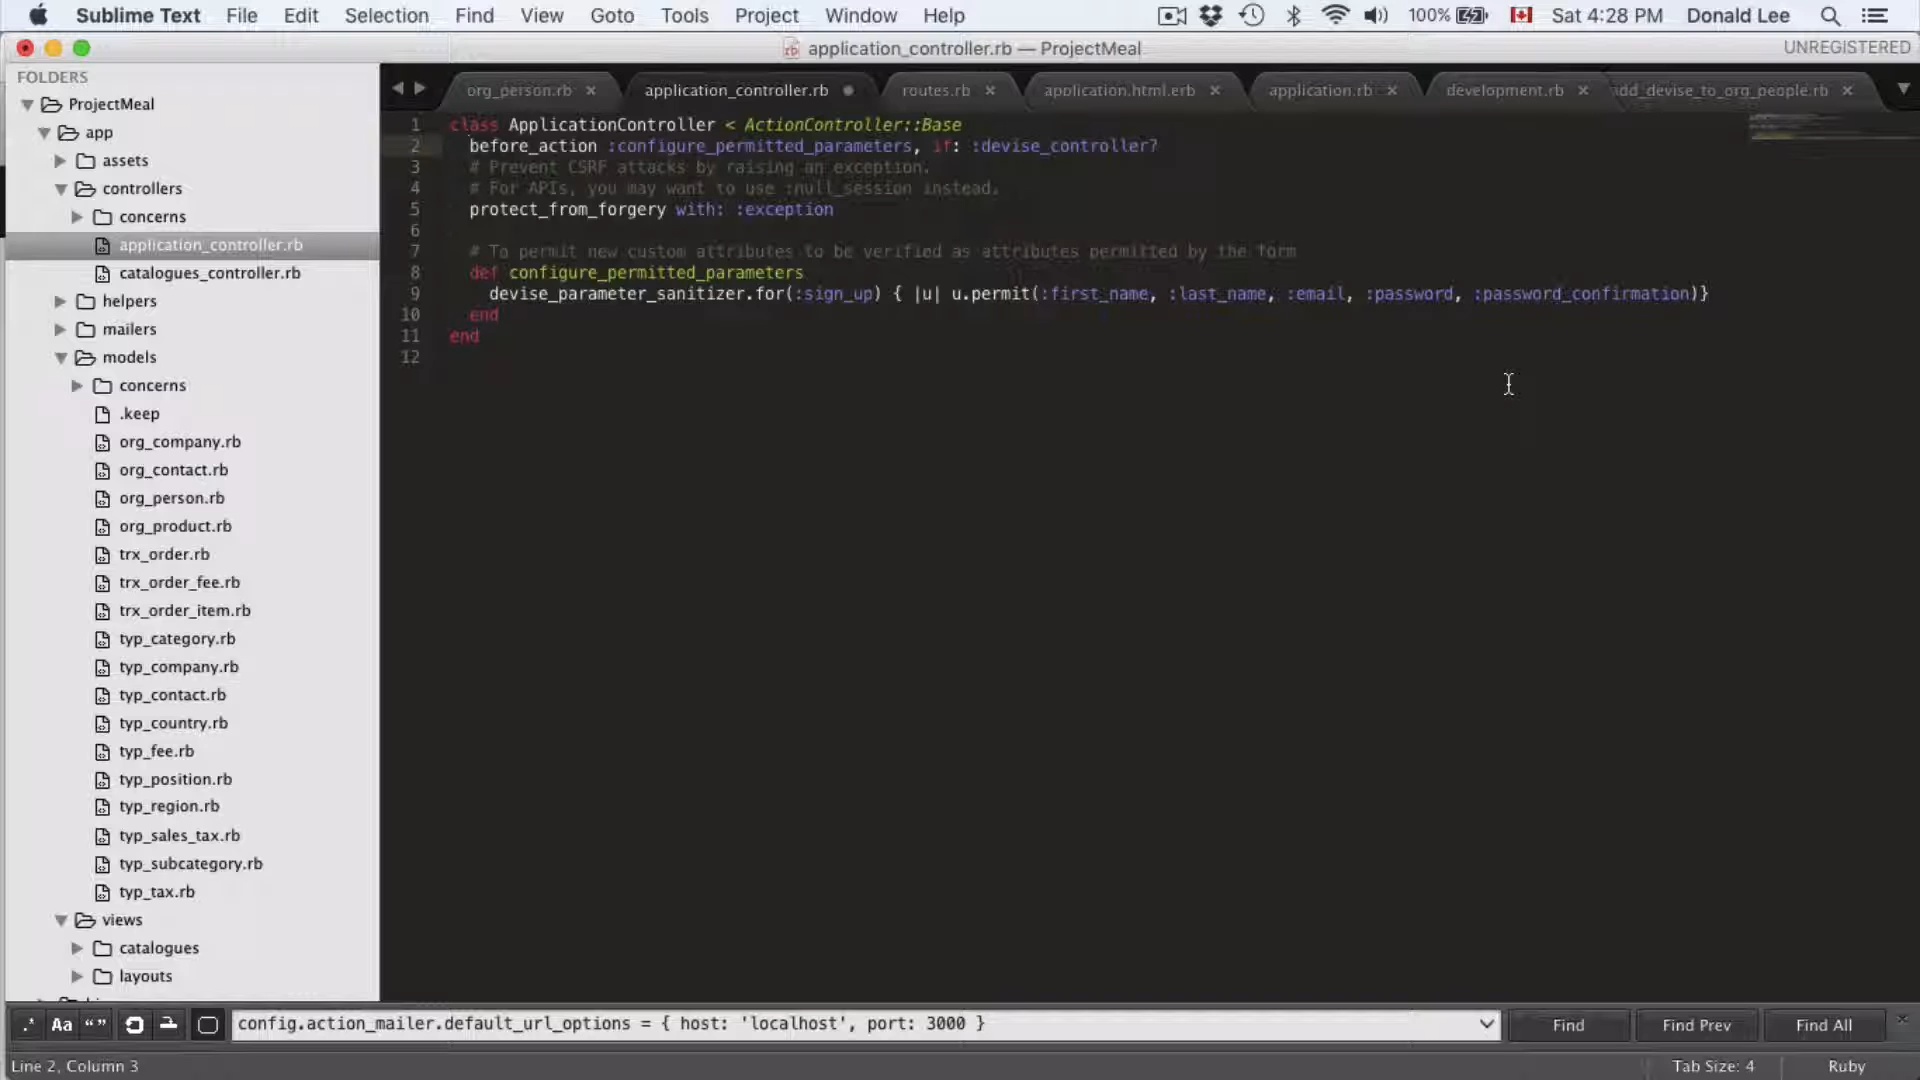 Sublime Text File Edit Selection Find View Goto Tools Project Window Help 100% Sat 4:28 PM Donald Lee
application_controller.rb — ProjectMeal UNREGISTERED
FOLDERS
ProjectMeal
app
assets
controllers
concerns
application_controller.rb
catalogues_controller.rb
helpers
mailers
models
concerns
.keep
org_company.rb
org_contact.rb
org_person.rb
org_product.rb
trx_order.rb
trx_order_fee.rb
trx_order_item.rb
typ_category.rb
typ_company.rb
typ_contact.rb
typ_country.rb
typ_fee.rb
typ_position.rb
typ_region.rb
typ_sales_tax.rb
typ_subcategory.rb
typ_tax.rb
views
catalogues
layouts
org_person.rb application_controller.rb routes.rb application.html.erb application.rb development.rb add_devise_to_org_people.rb
1 class ApplicationController < ActionController::Base
2 before_action :configure_permitted_parameters, if: :devise_controller?
3 # Prevent CSRF attacks by raising an exception.
4 # For APIs, you may want to use :null_session instead.
5 protect_from_forgery with: :exception
6
7 # To permit new custom attributes to be verified as attributes permitted by the form
8 def configure_permitted_parameters
9 devise_parameter_sanitizer.for(:sign_up) { |u| u.permit(:first_name, :last_name, :email, :password, :password_confirmation)}
10 end
11 end
12
.* Aa “” config.action_mailer.default_url_options = { host: 'localhost', port: 3000 } Find Find Prev Find All
Line 2, Column 3 Tab Size: 4 Ruby